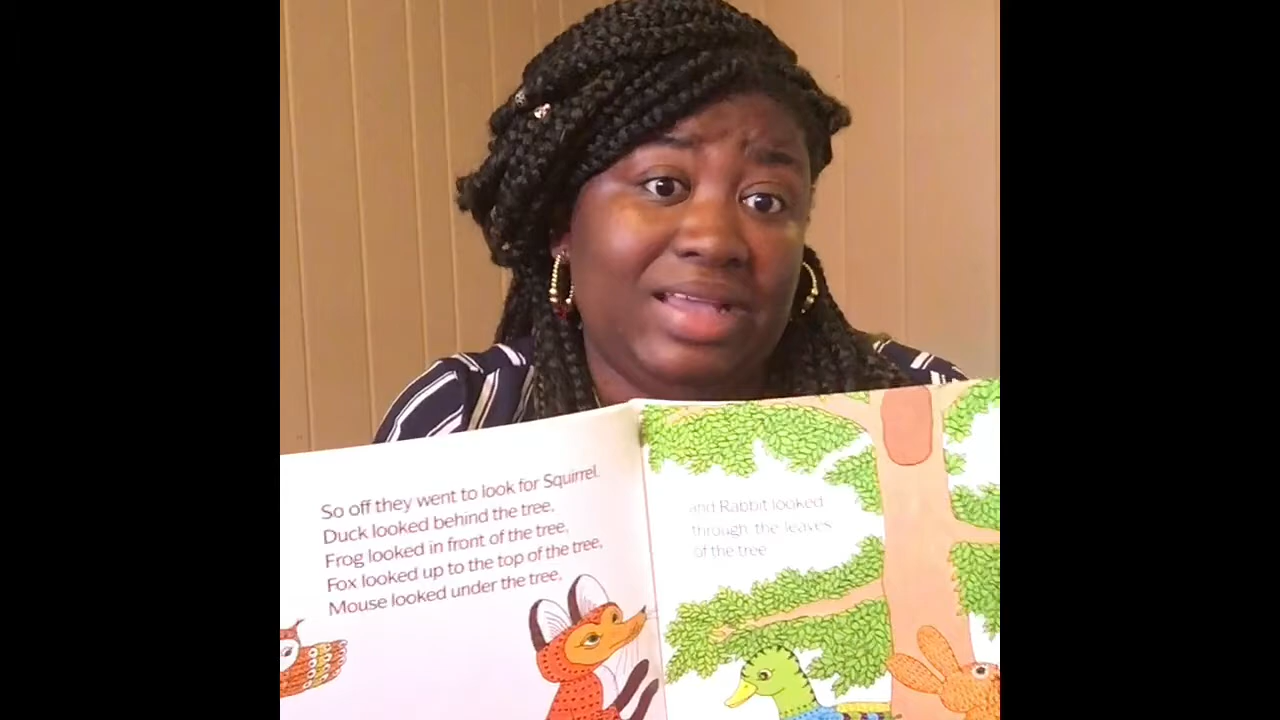 So off they went to look for Squirrel.
Duck looked behind the tree,
Frog looked in front of the tree,
Fox looked up to the top of the tree,
Mouse looked under the tree,
and Rabbit looked
through the leaves
of the tree